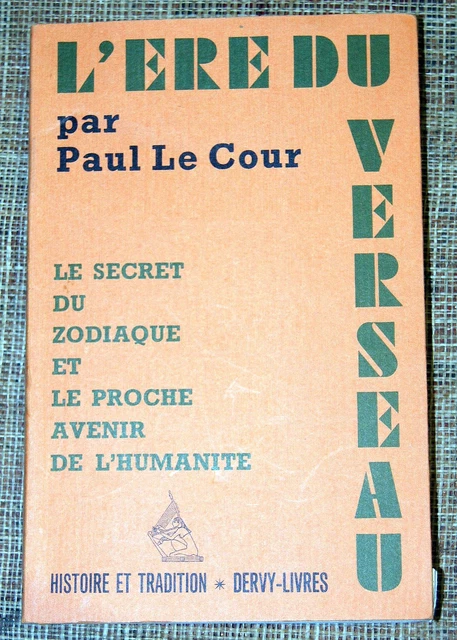 L'ERE DU
VERSEAU
par
Paul Le Cour
LE SECRET
DU
ZODIAQUE
ET
LE PROCHE
AVENIR
DE L'HUMANITE
HISTOIRE ET TRADITION * DERVY-LIVRES